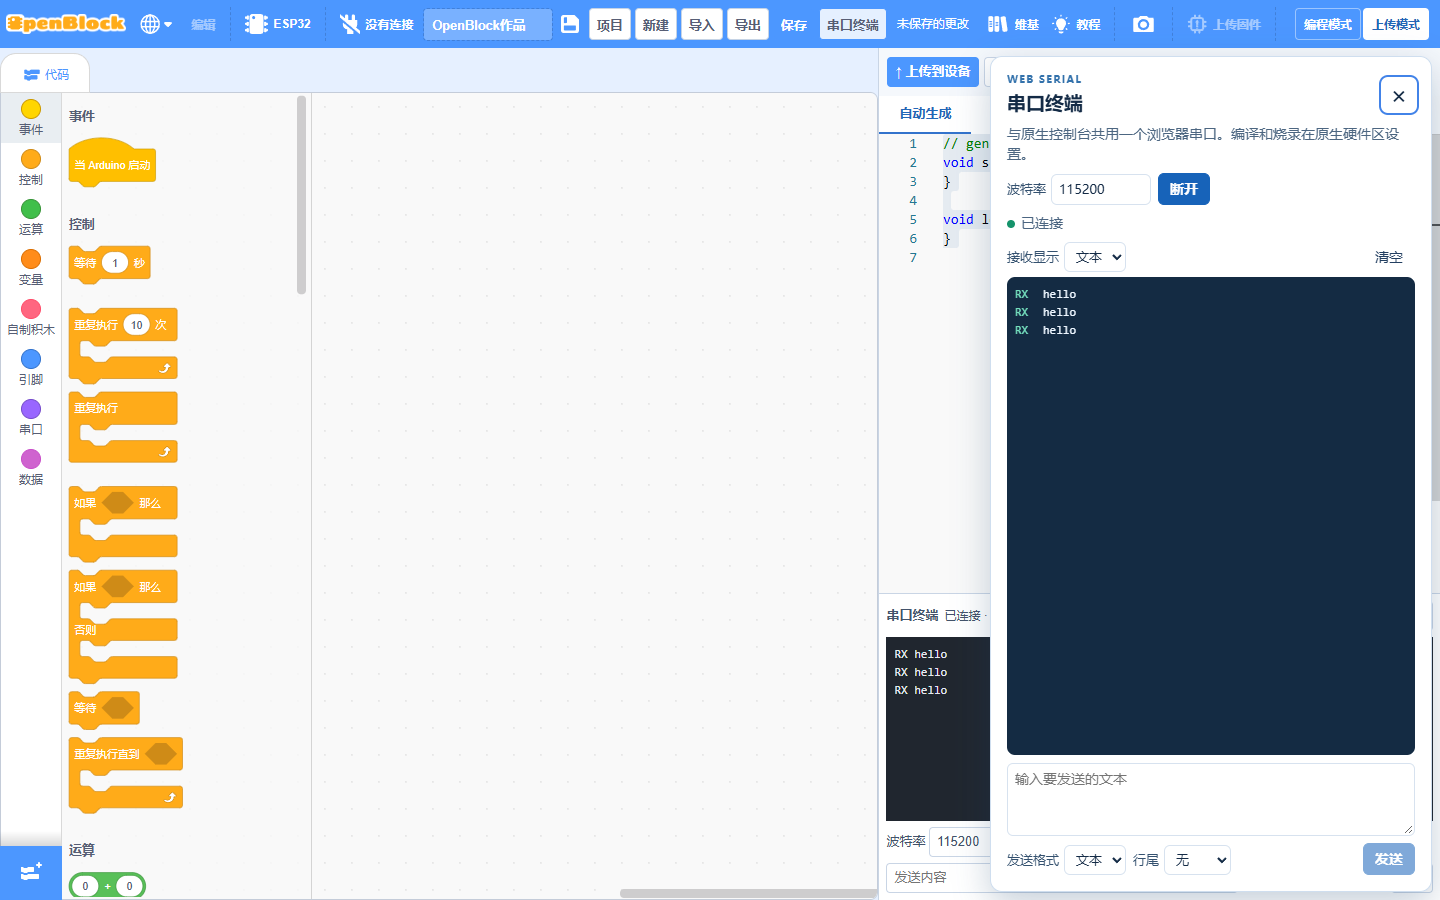 OpenBlock
编辑
ESP32
没有连接
OpenBlock作品
项目
新建
导入
导出
保存
串口终端
未保存的更改
维基
教程
上传固件
编程模式
上传模式
代码
事件
控制
运算
变量
自制积木
引脚
串口
数据
事件
当 Arduino 启动
控制
等待 1 秒
重复执行 10 次
重复执行
如果 那么
如果 那么
否则
等待
重复执行直到
运算
0 + 0
↑上传到设备
自动生成
1 // gen
2 void s
3 }
4
5 void l
6 }
7
串口终端 已连接 ·
RX hello
RX hello
RX hello
波特率 115200
发送内容
WEB SERIAL
串口终端
与原生控制台共用一个浏览器串口。编译和烧录在原生硬件区设
置。
波特率 115200 断开
已连接
接收显示 文本 清空
RX hello
RX hello
RX hello
输入要发送的文本
发送格式 文本 行尾 无 发送